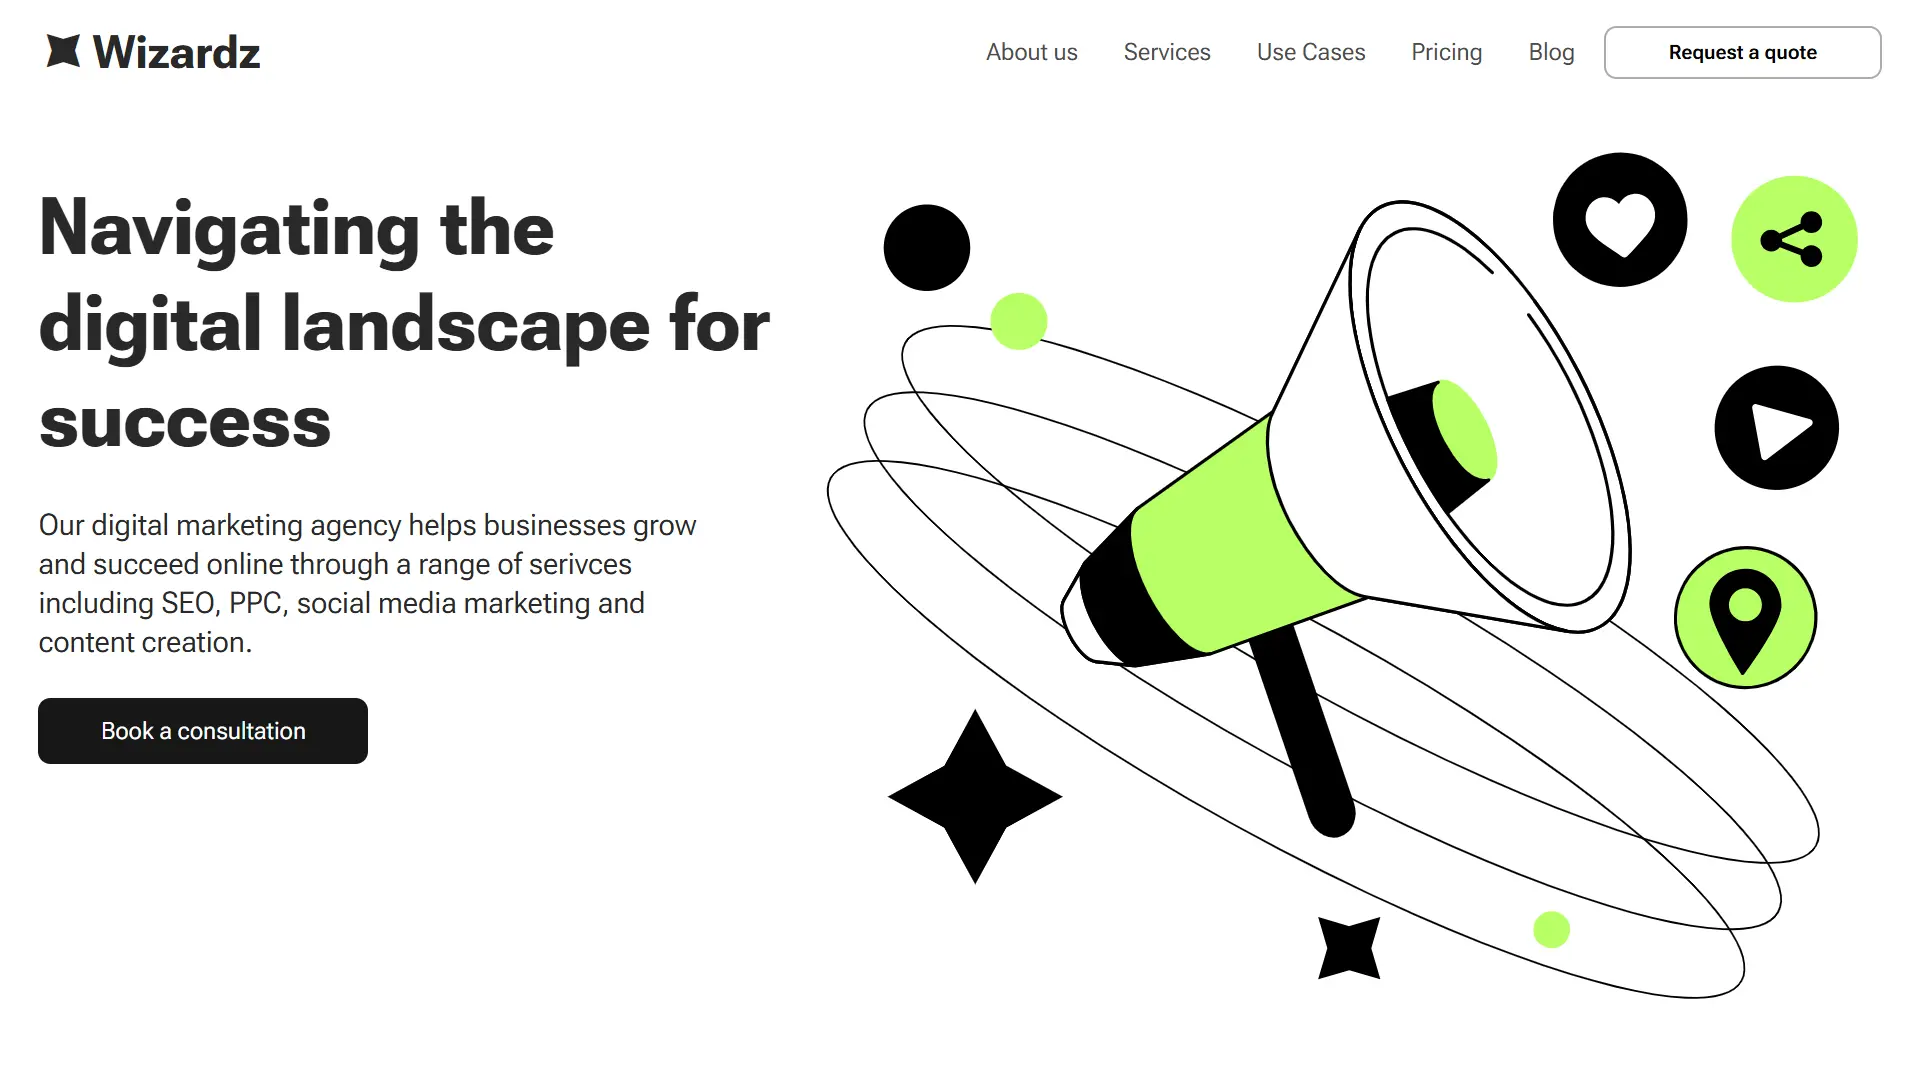 Wizardz
About us
Services
Use Cases
Pricing
Blog
Request a quote
Navigating the
digital landscape for
success
Our digital marketing agency helps businesses grow
and succeed online through a range of serivces
including SEO, PPC, social media marketing and
content creation.
Book a consultation